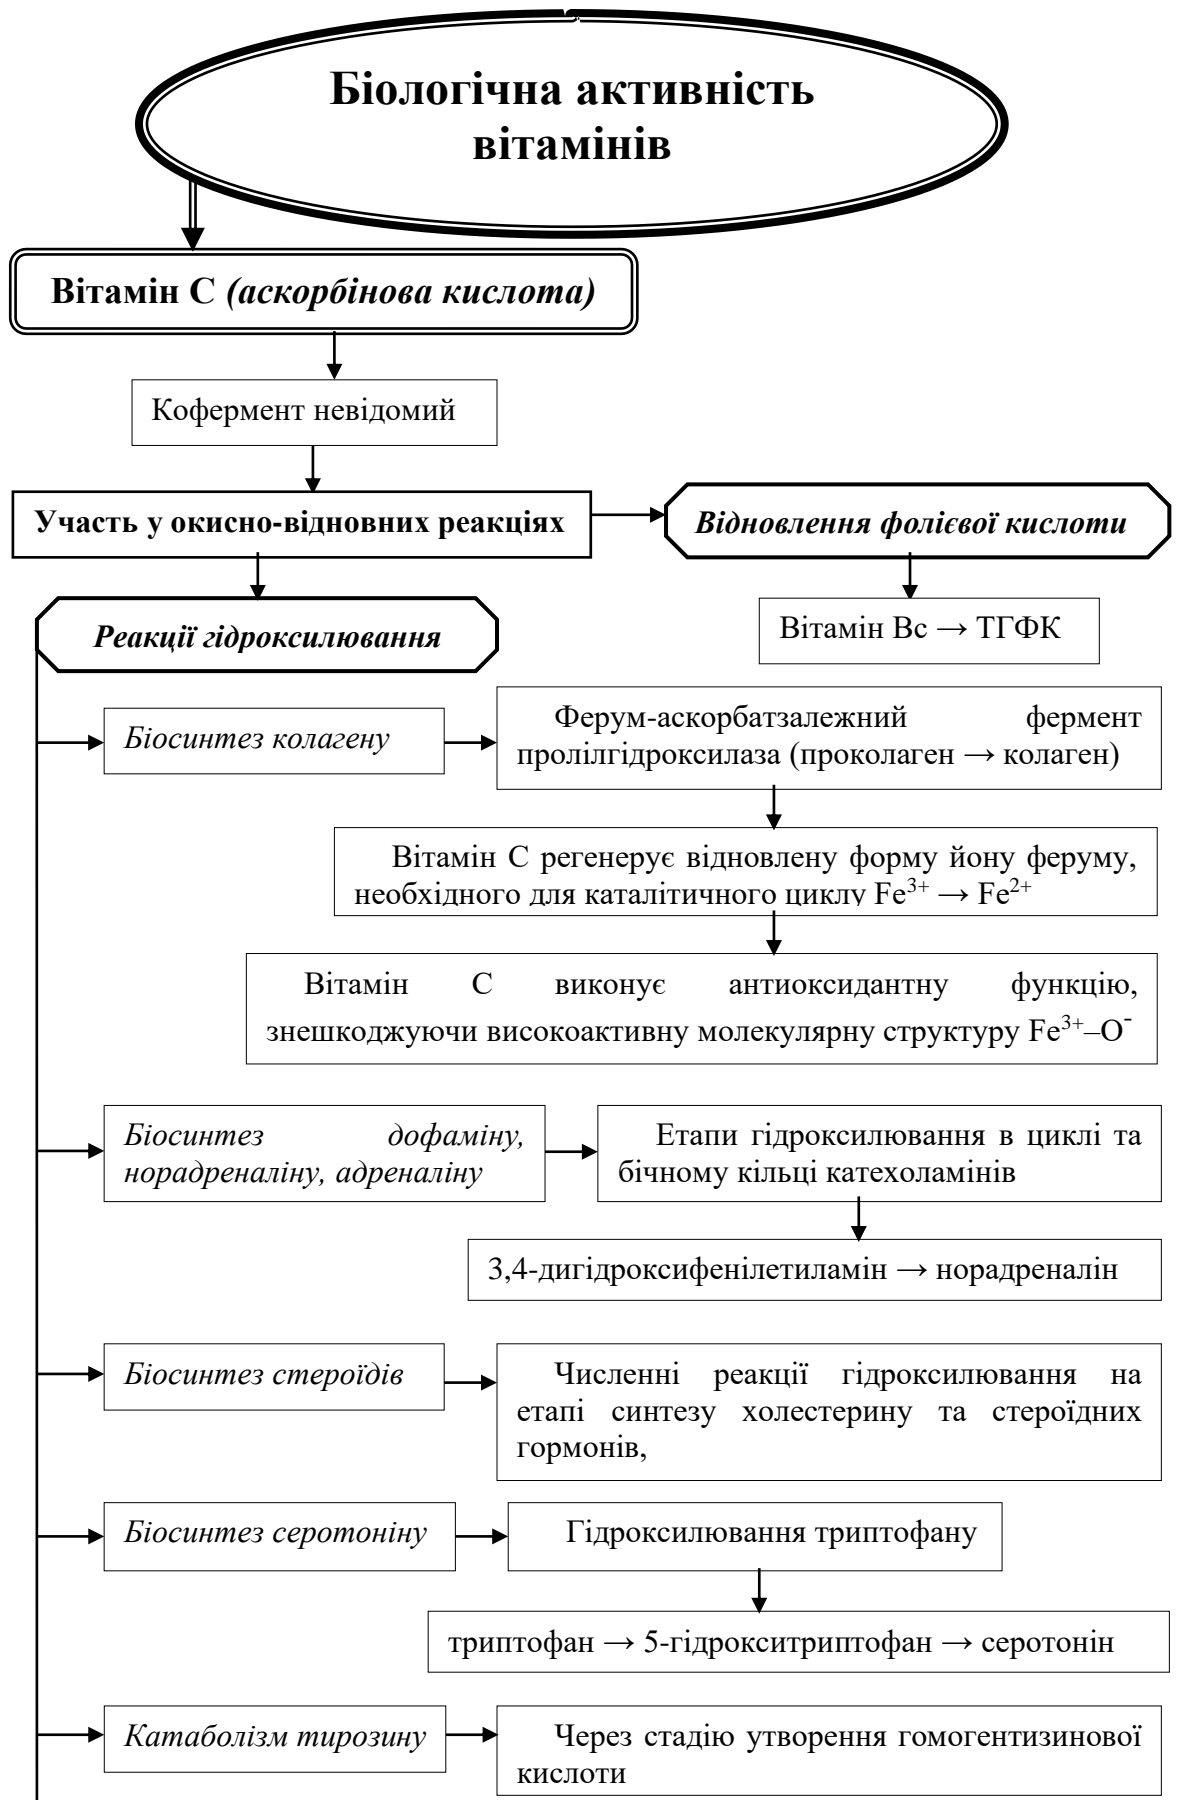 Біологічна активність
вітамінів
Вітамін С (аскорбінова кислота)
Кофермент невідомий
Участь у окисно-відновних реакціях
Відновлення фолієвої кислоти
Вітамін Вс → ТГФК
Реакції гідроксилювання
Біосинтез колагену
Ферум-аскорбатзалежний фермент
пролілгідроксилаза (проколаген → колаген)
Вітамін С регенерує відновлену форму йону феруму,
необхідного для каталітичного циклу Fe³⁺ → Fe²⁺
Вітамін С виконує антиоксидантну функцію,
знешкоджуючи високоактивну молекулярну структуру Fe³⁺–O⁻
Біосинтез дофаміну,
норадреналіну, адреналіну
Етапи гідроксилювання в циклі та
бічному кільці катехоламінів
3,4-дигідроксифенілетиламін → норадреналін
Біосинтез стероїдів
Численні реакції гідроксилювання на
етапі синтезу холестерину та стероїдних
гормонів,
Біосинтез серотоніну
Гідроксилювання триптофану
триптофан → 5-гідрокситриптофан → серотонін
Катаболізм тирозину
Через стадію утворення гомогентизинової
кислоти